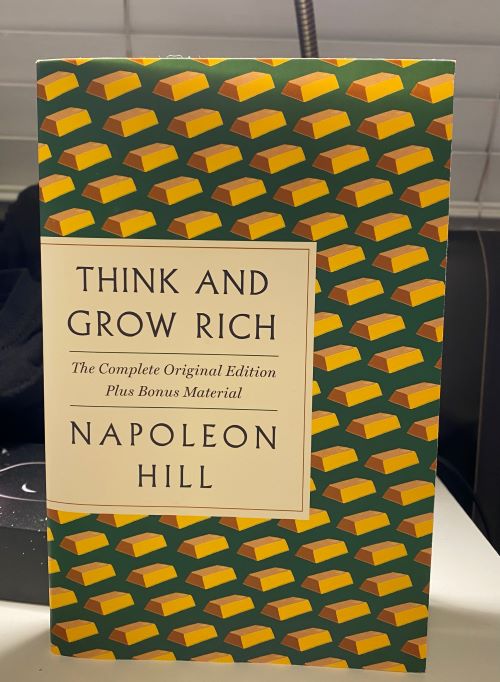 THINK AND
GROW RICH
The Complete Original Edition
Plus Bonus Material
NAPOLEON
HILL